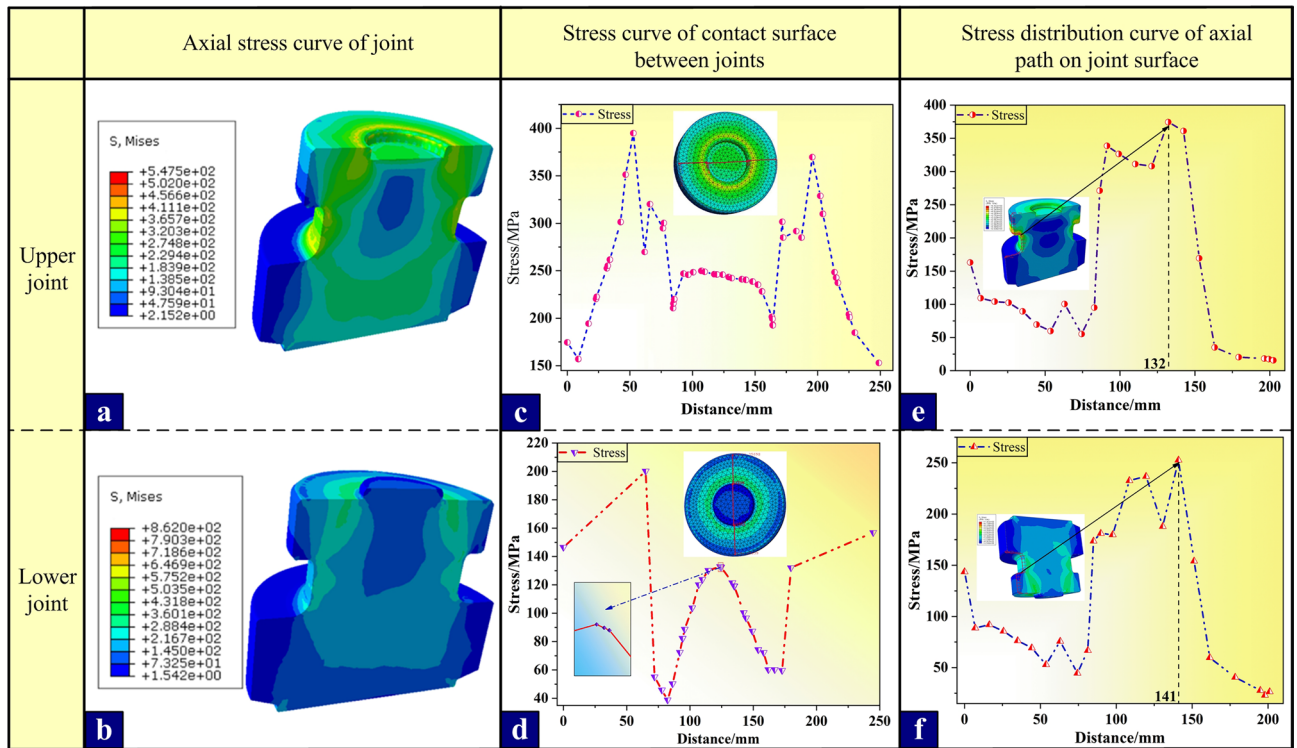 Axial stress curve of joint
Stress curve of contact surface
between joints
Stress distribution curve of axial
path on joint surface
Upper
joint
S, Mises
+5.475e+02
+5.020e+02
+4.566e+02
+4.111e+02
+3.657e+02
+3.203e+02
+2.748e+02
+2.294e+02
+1.839e+02
+1.385e+02
+9.304e+01
+4.759e+01
+2.152e+00
a
Stress
Stress/MPa
400
350
300
250
200
150
0
50
100
150
200
250
Distance/mm
c
Stress
Stress/MPa
400
350
300
250
200
150
100
50
0
132
0
50
100
150
200
Distance/mm
e
Lower
joint
S, Mises
+8.620e+02
+7.903e+02
+7.186e+02
+6.469e+02
+5.752e+02
+5.035e+02
+4.318e+02
+3.601e+02
+2.884e+02
+2.167e+02
+1.450e+02
+7.325e+01
+1.542e+00
b
Stress
Stress/MPa
220
200
180
160
140
120
100
80
60
40
0
50
100
150
200
250
Distance/mm
d
Stress
Stress/MPa
250
200
150
100
50
141
0
50
100
150
200
Distance/mm
f